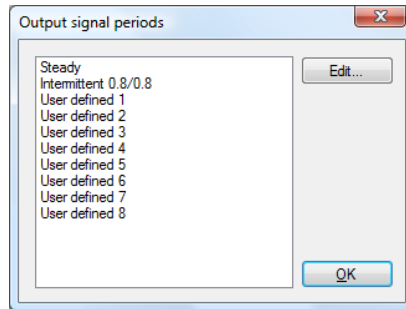 Output signal periods
Steady
Edit...
Intermittent 0.8/0.8
User defined 1
User defined 2
User defined 3
User defined 4
User defined 5
User defined 6
User defined 7
User defined 8
OK